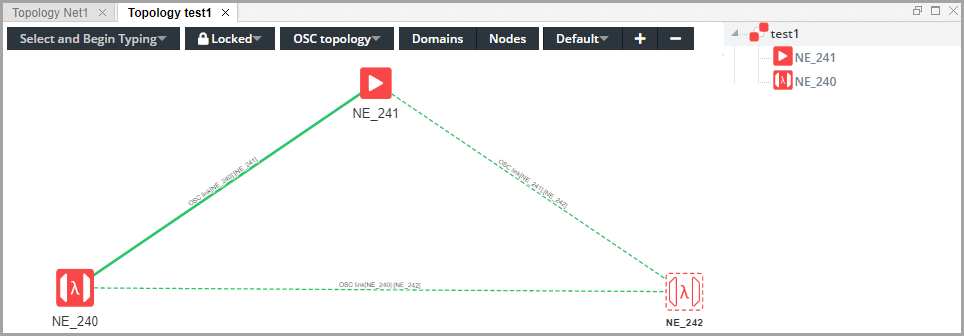 Topology Net1 Topology test1
Select and Begin Typing Locked OSC topology Domains Nodes Default + −
test1
NE_241
NE_240
NE_241
OSC link[NE_240] [NE_241]
OSC link[NE_241] [NE_242]
λ
OSC link[NE_240] [NE_242]
λ
NE_240
NE_242